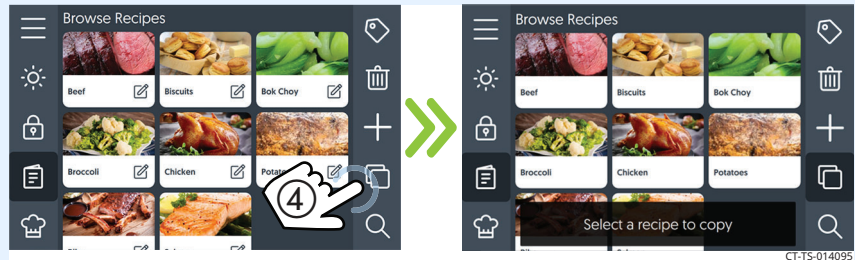 Browse Recipes
Beef
Biscuits
Bok Choy
Broccoli
Chicken
4
Browse Recipes
Beef
Biscuits
Bok Choy
Broccoli
Chicken
Potatoes
Select a recipe to copy
CT-TS-014095